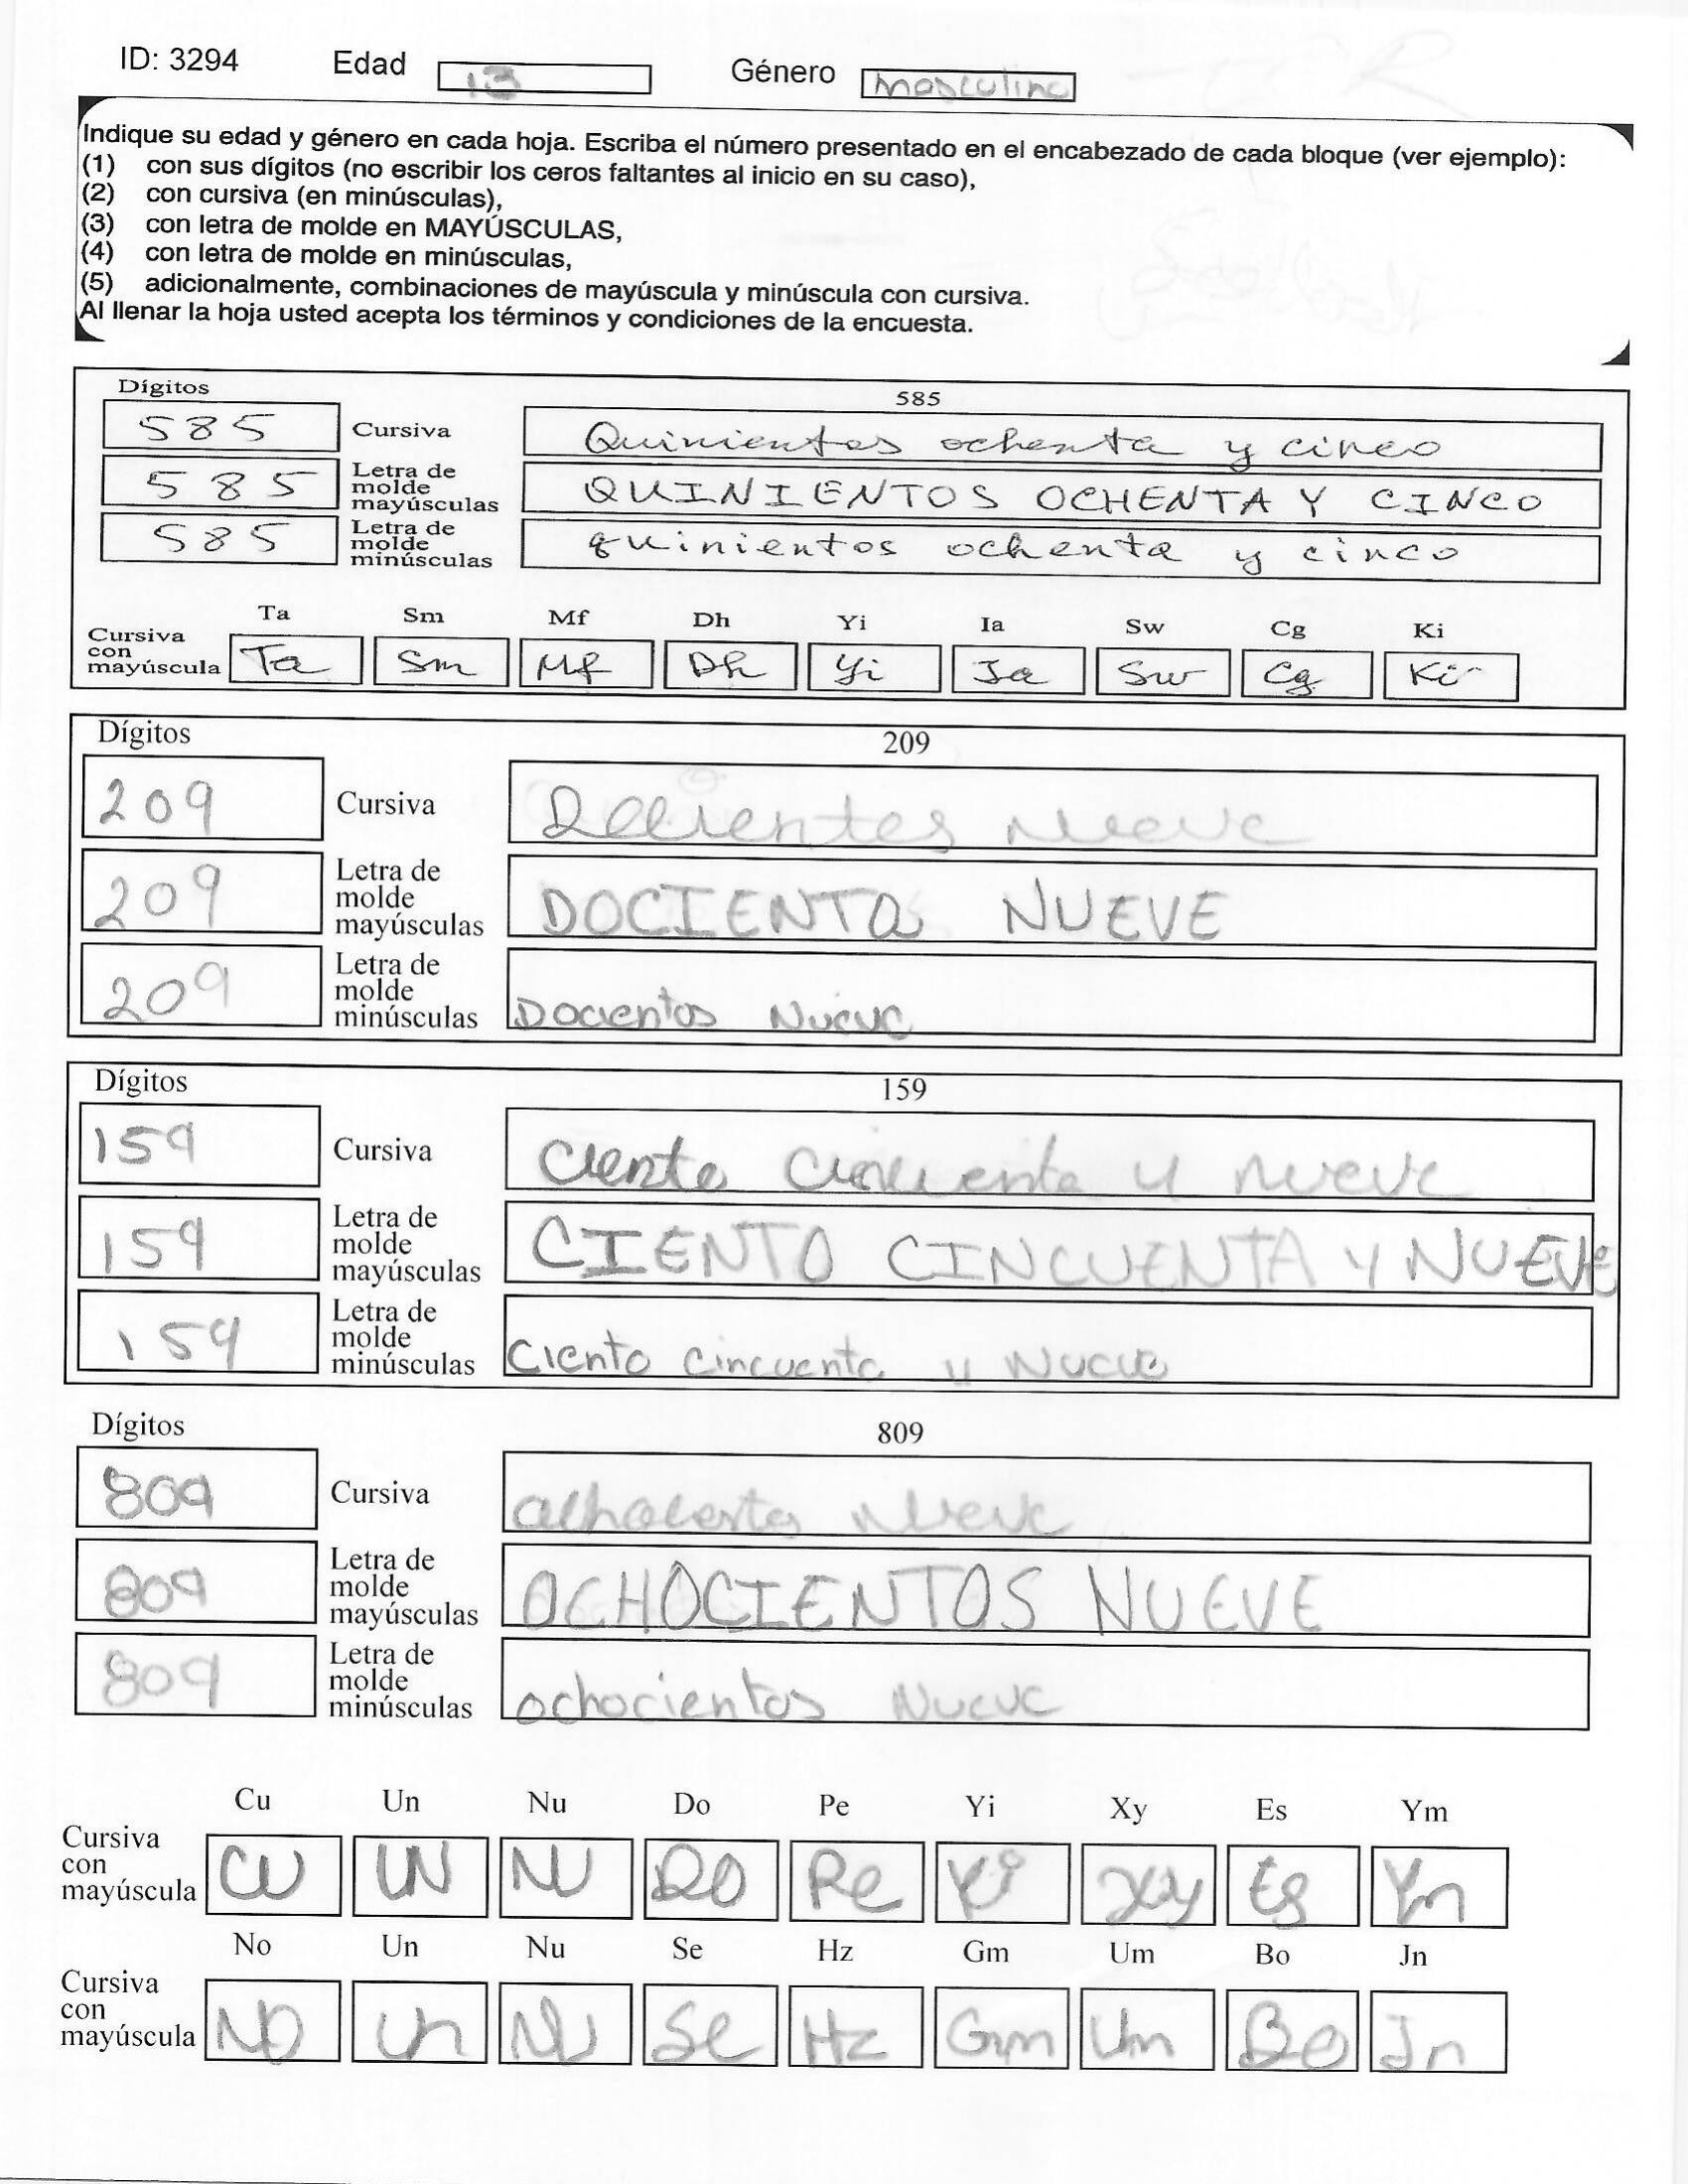 ID: 3294 Edad 13 Género masculino
Indique su edad y género en cada hoja. Escriba el número presentado en el encabezado de cada bloque (ver ejemplo):
(1) con sus dígitos (no escribir los ceros faltantes al inicio en su caso),
(2) con cursiva (en minúsculas),
(3) con letra de molde en MAYÚSCULAS,
(4) con letra de molde en minúsculas,
(5) adicionalmente, combinaciones de mayúscula y minúscula con cursiva.
Al llenar la hoja usted acepta los términos y condiciones de la encuesta.
Dígitos 585
585 Cursiva Quinientos ochenta y cinco
585 Letra de molde mayúsculas QUINIENTOS OCHENTA Y CINCO
585 Letra de molde minúsculas quinientos ochenta y cinco
Ta Sm Mf Dh Yi Ia Sw Cg Ki
Cursiva con mayúscula Ta Sm Mf Dh Yi Ia Sw Cg Ki
Dígitos 209
209 Cursiva nueve
209 Letra de molde mayúsculas DOCIENTOS NUEVE
209 Letra de molde minúsculas Docientos Nueve
Dígitos 159
159 Cursiva Ciento cincuenta y nueve
159 Letra de molde mayúsculas CIENTO CINCUENTA Y NUEVE
159 Letra de molde minúsculas Ciento cincuenta y Nueve
Dígitos 809
809 Cursiva nueve
809 Letra de molde mayúsculas OCHOCIENTOS NUEVE
809 Letra de molde minúsculas ochocientos Nueve
Cu Un Nu Do Pe Yi Xy Es Ym
Cursiva con mayúscula CU UN NU DO Pe Yi Xy Es Ym
No Un Nu Se Hz Gm Um Bo Jn
Cursiva con mayúscula NO Un NU Se Hz Gm Um Bo Jn